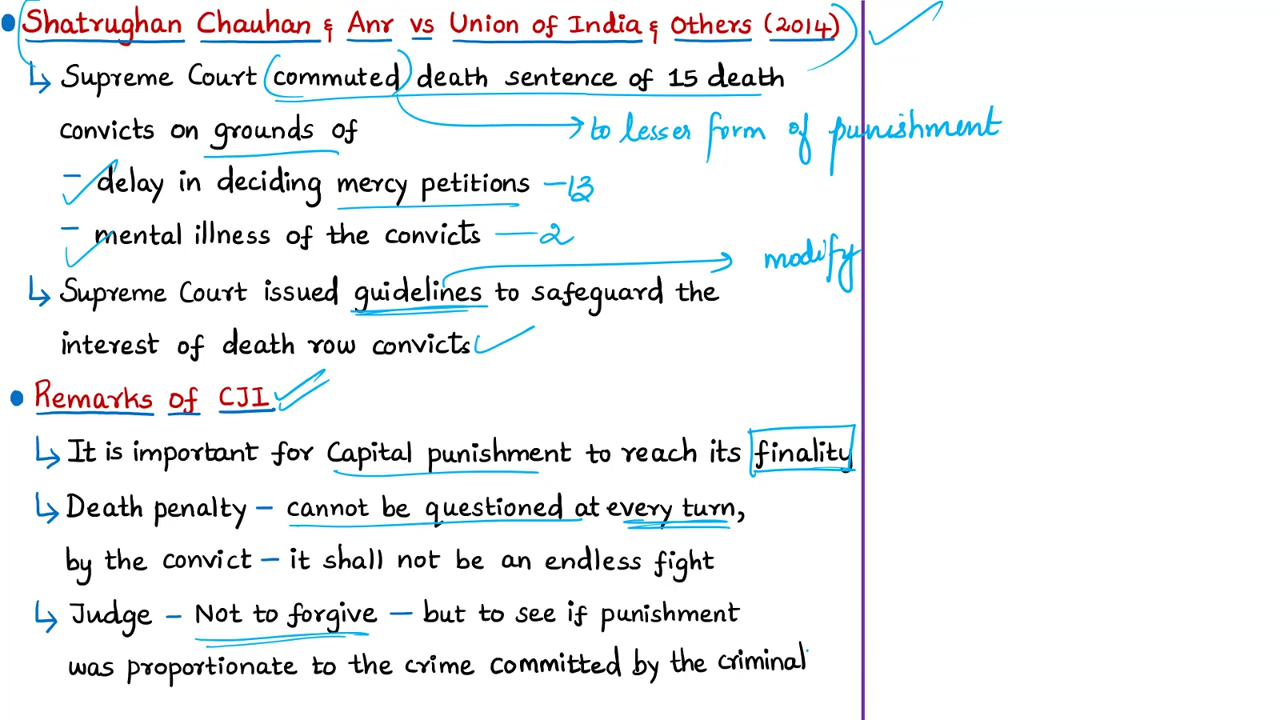 Shatrughan Chauhan & Anr vs Union of India & Others (2014)
↳ Supreme Court commuted death sentence of 15 death
→ to lesser form of punishment
convicts on grounds of
– delay in deciding mercy petitions – 13
– mental illness of the convicts — 2
modify
↳ Supreme Court issued guidelines to safeguard the
interest of death row convicts
Remarks of CJI
↳ It is important for Capital punishment to reach its finality
↳ Death penalty – cannot be questioned at every turn,
by the convict – it shall not be an endless fight
↳ Judge – Not to forgive – but to see if punishment
was proportionate to the crime committed by the criminal